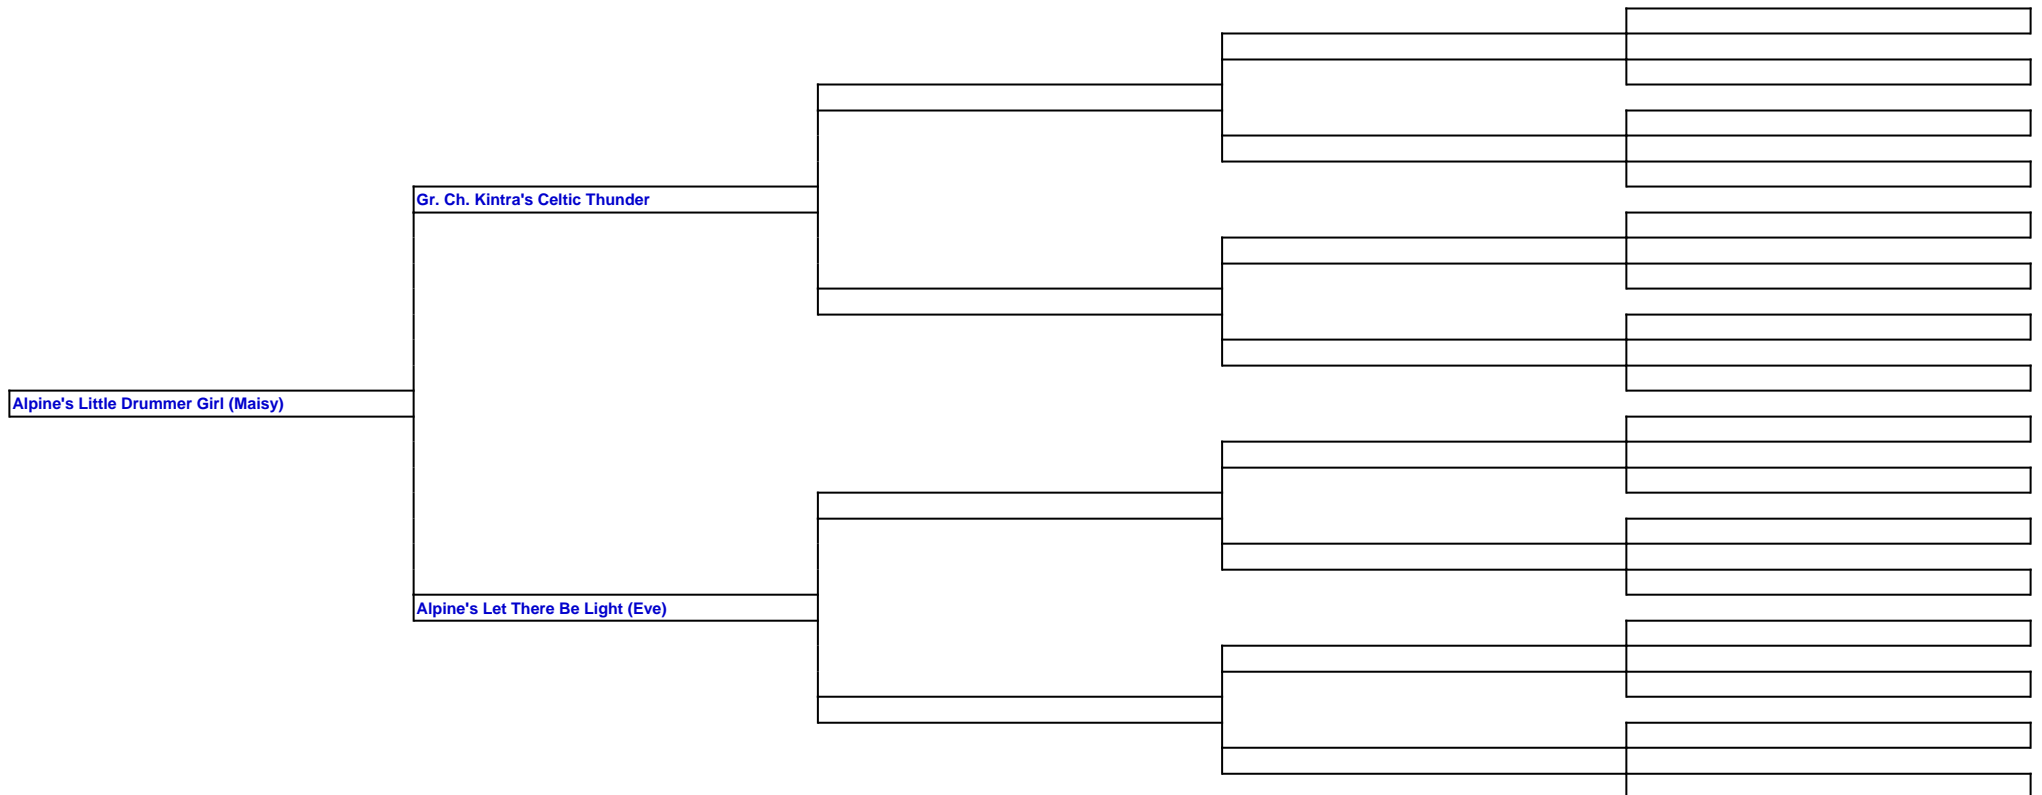 Gr. Ch. Kintra's Celtic Thunder
Alpine's Little Drummer Girl (Maisy)
Alpine's Let There Be Light (Eve)